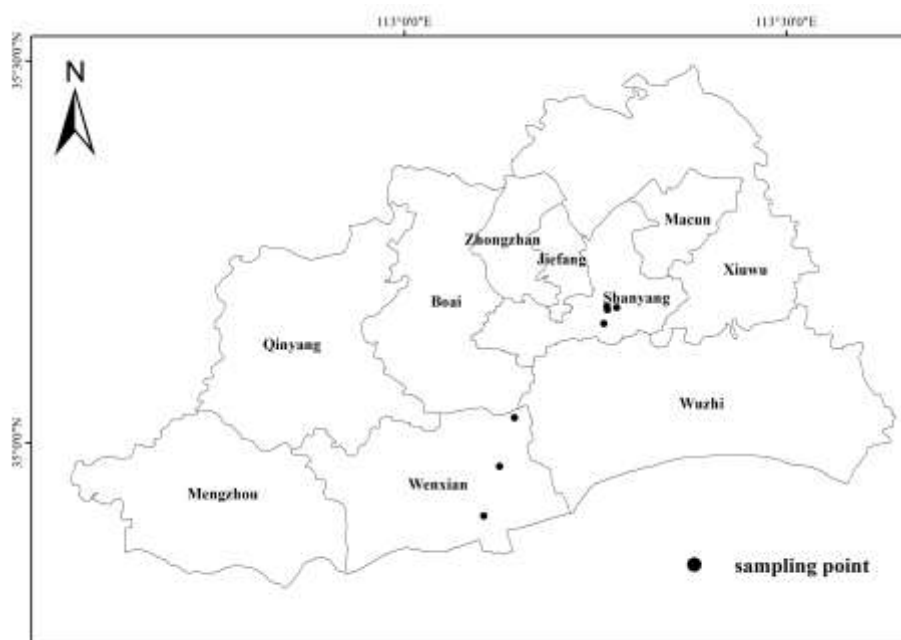 113°0'0"E
113°30'0"E
35°30'0"N
N
Macun
Zhongzhan
Jiefang
Xiuwu
Boai
Shanyang
Qinyang
Wuzhi
35°0'0"N
Wenxian
Mengzhou
sampling point